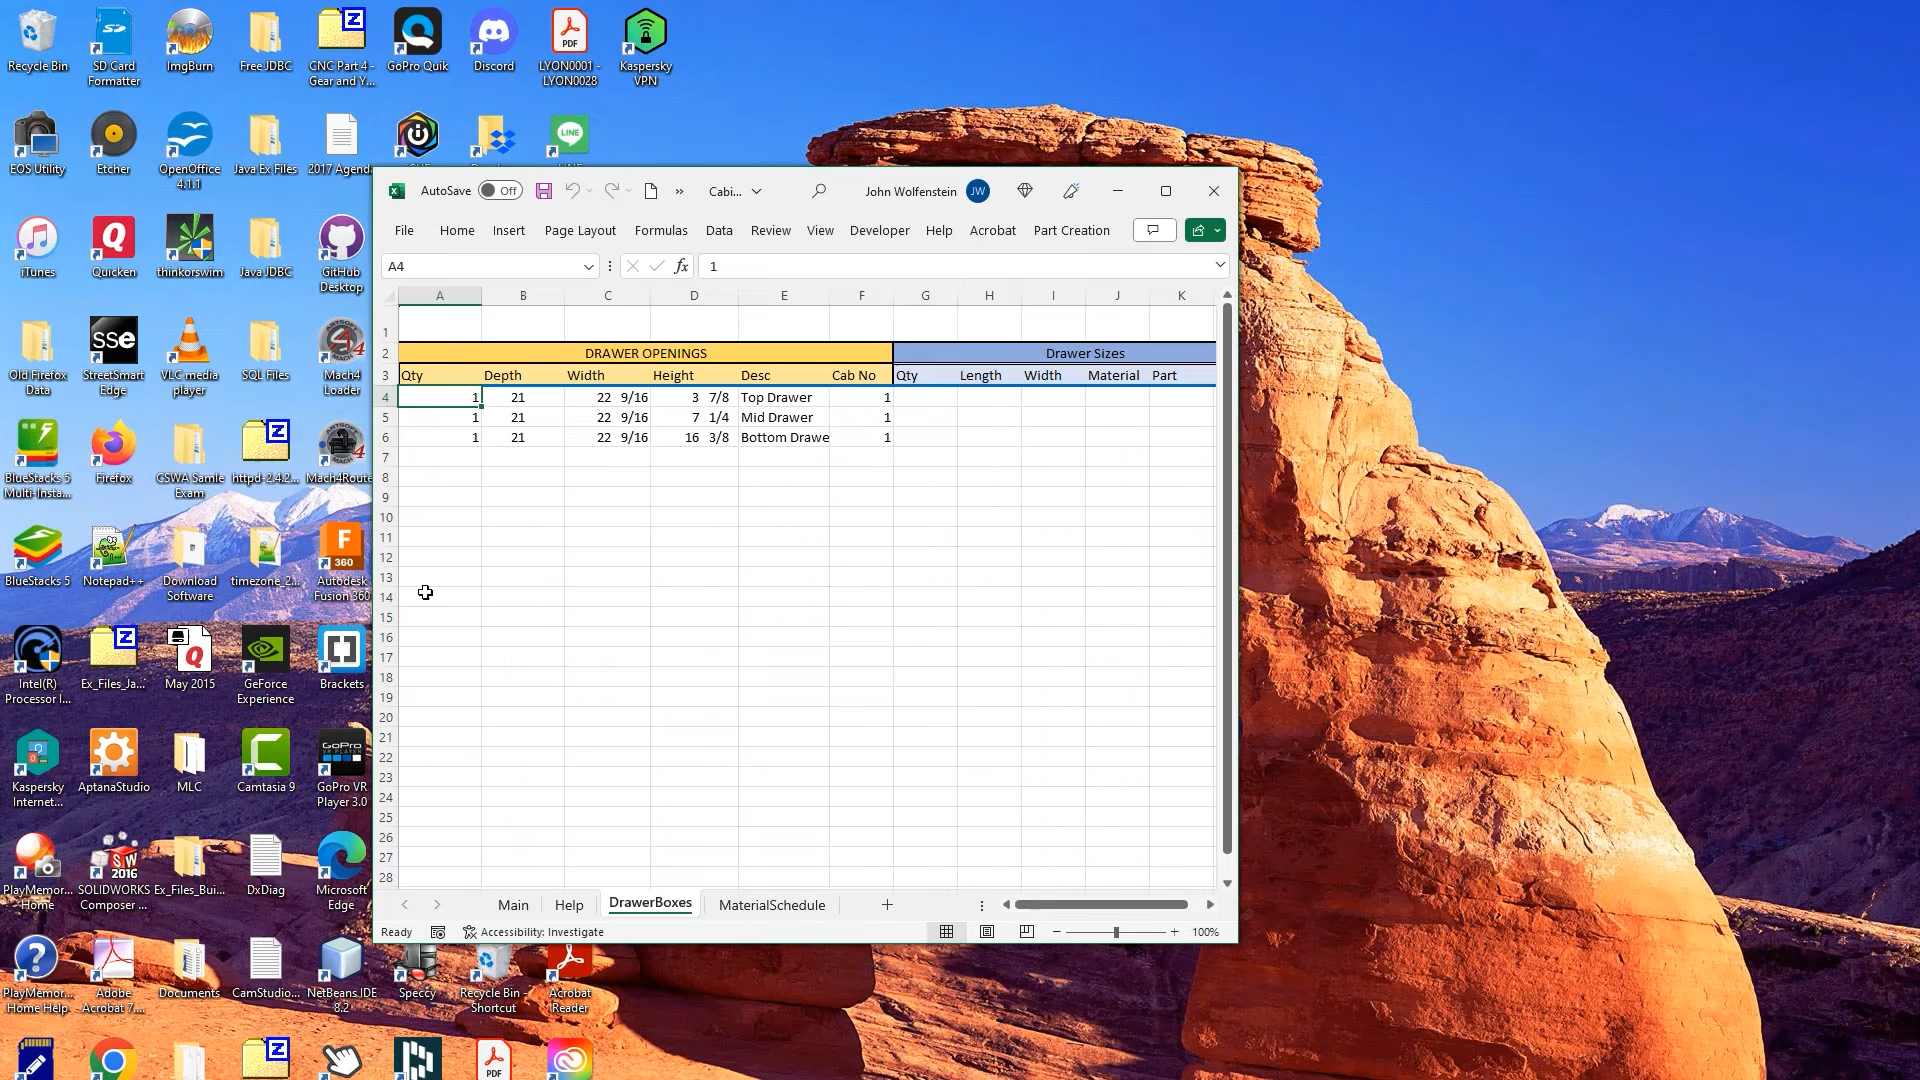 Recycle Bin
SD Card Formatter
ImgBurn
Free JDBC
CNC Part 4 - Gear and Y...
GoPro Quik
Discord
LYON0001 - LYON0028
Kaspersky VPN
EOS Utility
Etcher
OpenOffice 4.1.1
Java Ex Files
2017 Agend
LINE
iTunes
Quicken
thinkorswim
Java JDBC
GitHub Desktop
Old Firefox Data
StreetSmart Edge
VLC media player
SQL Files
Mach4 Loader
BlueStacks 5 Multi-Insta...
Firefox
CSWA Samle Exam
httpd-2.4.2...
Mach4Route
BlueStacks 5
Notepad++
Download Software
timezone_2...
Autodesk Fusion 360
Intel(R) Processor I...
Ex_Files_Ja...
May 2015
GeForce Experience
Brackets
Kaspersky Internet...
AptanaStudio
MLC
Camtasia 9
GoPro VR Player 3.0
PlayMemor... Home
SOLIDWORKS Composer ...
Ex_Files_Bui...
DxDiag
Microsoft Edge
PlayMemor... Home Help
Adobe Acrobat 7....
Documents
CamStudio...
NetBeans IDE 8.2
Speccy
Recycle Bin - Shortcut
Acrobat Reader
AutoSave Off Cabi... John Wolfenstein JW
File Home Insert Page Layout Formulas Data Review View Developer Help Acrobat Part Creation
A4 fx 1
A B C D E F G H I J K
1
2 DRAWER OPENINGS Drawer Sizes
3 Qty Depth Width Height Desc Cab No Qty Length Width Material Part
4 1 21 22 9/16 3 7/8 Top Drawer 1
5 1 21 22 9/16 7 1/4 Mid Drawer 1
6 1 21 22 9/16 16 3/8 Bottom Drawe 1
7
8
9
10
11
12
13
14
15
16
17
18
19
20
21
22
23
24
25
26
27
28
Main Help DrawerBoxes MaterialSchedule
Ready Accessibility: Investigate 100%